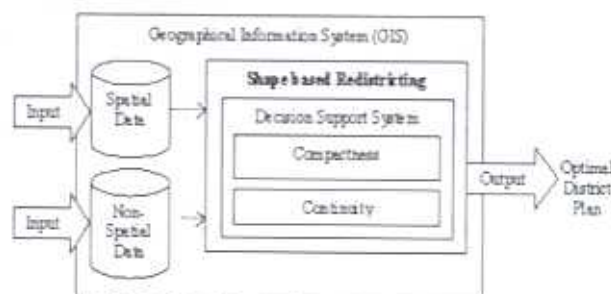 Geographical Information System (GIS)
Input
Spatial
Data
Input
Non-
Spatial
Data
Shape based Redistricting
Decision Support System
Compactness
Continuity
Output
Optimal
District
Plan